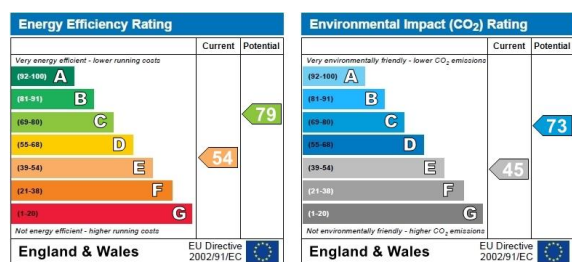 Energy Efficiency Rating
Current Potential
Very energy efficient - lower running costs
(92-100) A
(81-91) B
(69-80) C
79
(55-68) D
54
(39-54) E
(21-38) F
(1-20) G
Not energy efficient - higher running costs
England & Wales
EU Directive
2002/91/EC
Environmental Impact (CO2) Rating
Current Potential
Very environmentally friendly - lower CO2 emissions
(92-100) A
(81-91) B
(69-80) C
73
(55-68) D
(39-54) E
45
(21-38) F
(1-20) G
Not environmentally friendly - higher CO2 emissions
England & Wales
EU Directive
2002/91/EC